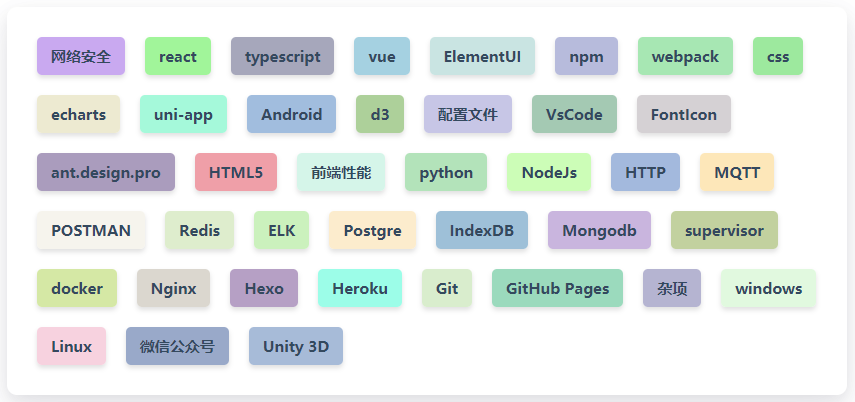 网络安全 react typescript vue ElementUI npm webpack css
echarts uni-app Android d3 配置文件 VsCode FontIcon
ant.design.pro HTML5 前端性能 python NodeJs HTTP MQTT
POSTMAN Redis ELK Postgre IndexDB Mongodb supervisor
docker Nginx Hexo Heroku Git GitHub Pages 杂项 windows
Linux 微信公众号 Unity 3D